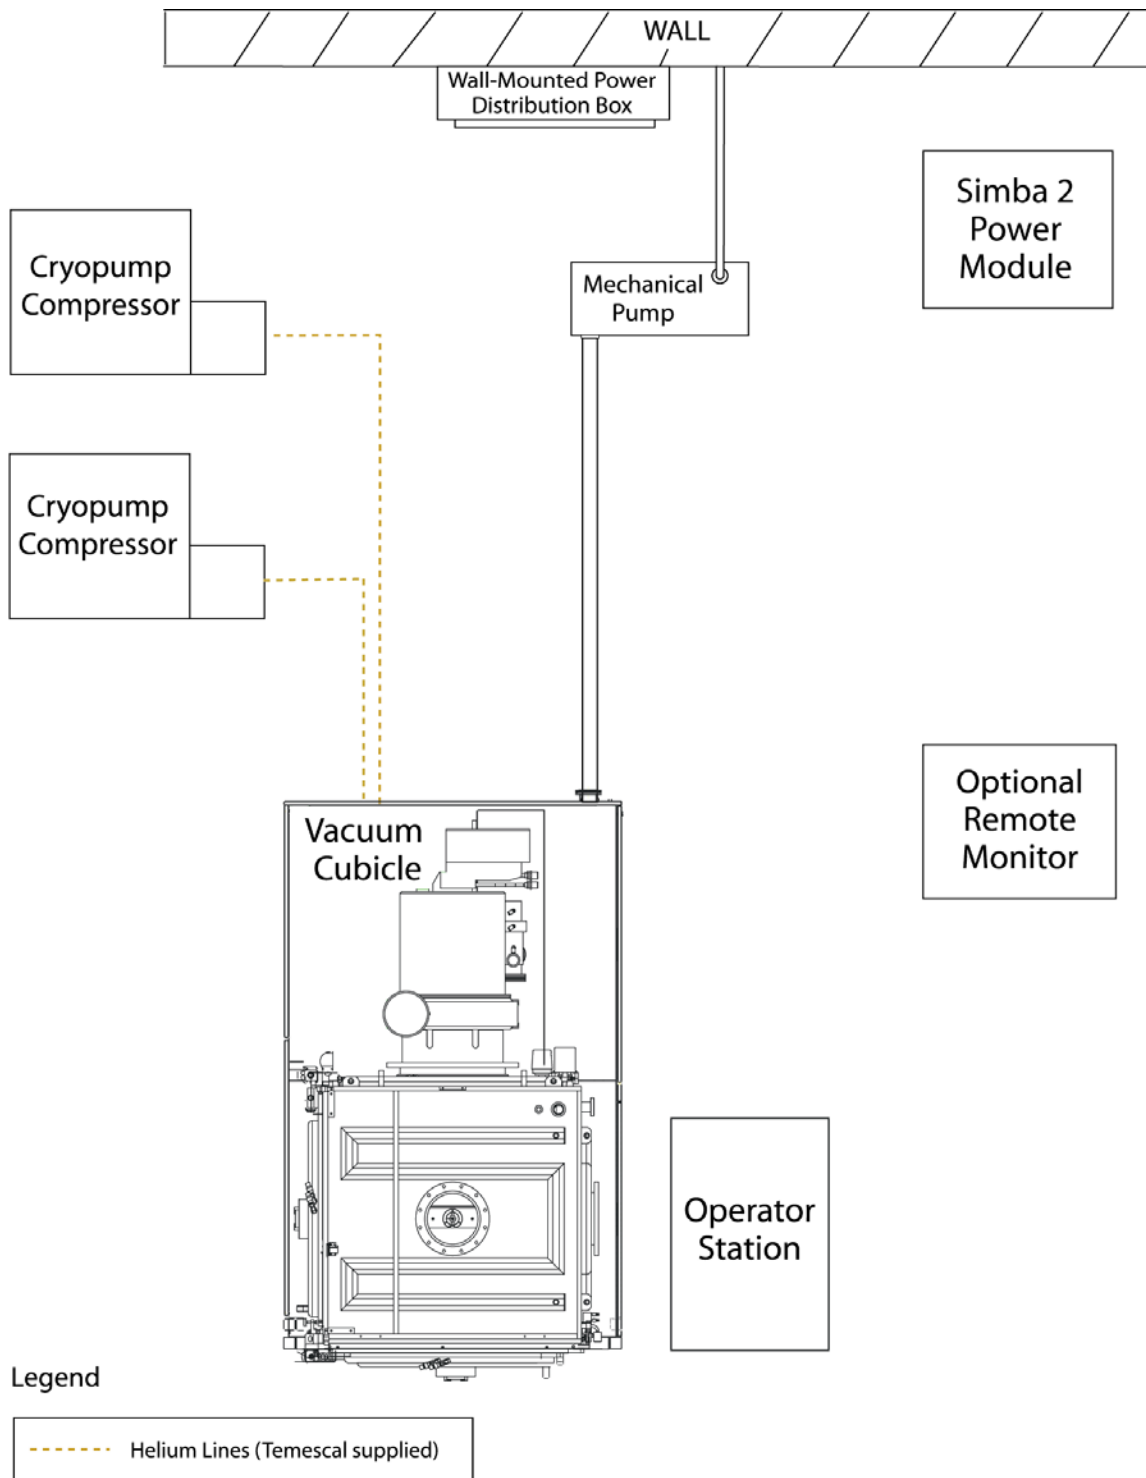 WALL
Wall-Mounted Power
Distribution Box
Simba 2
Power
Module
Cryopump
Compressor
Mechanical
Pump
Cryopump
Compressor
Optional
Remote
Monitor
Vacuum
Cubicle
Operator
Station
Legend
Helium Lines (Temescal supplied)